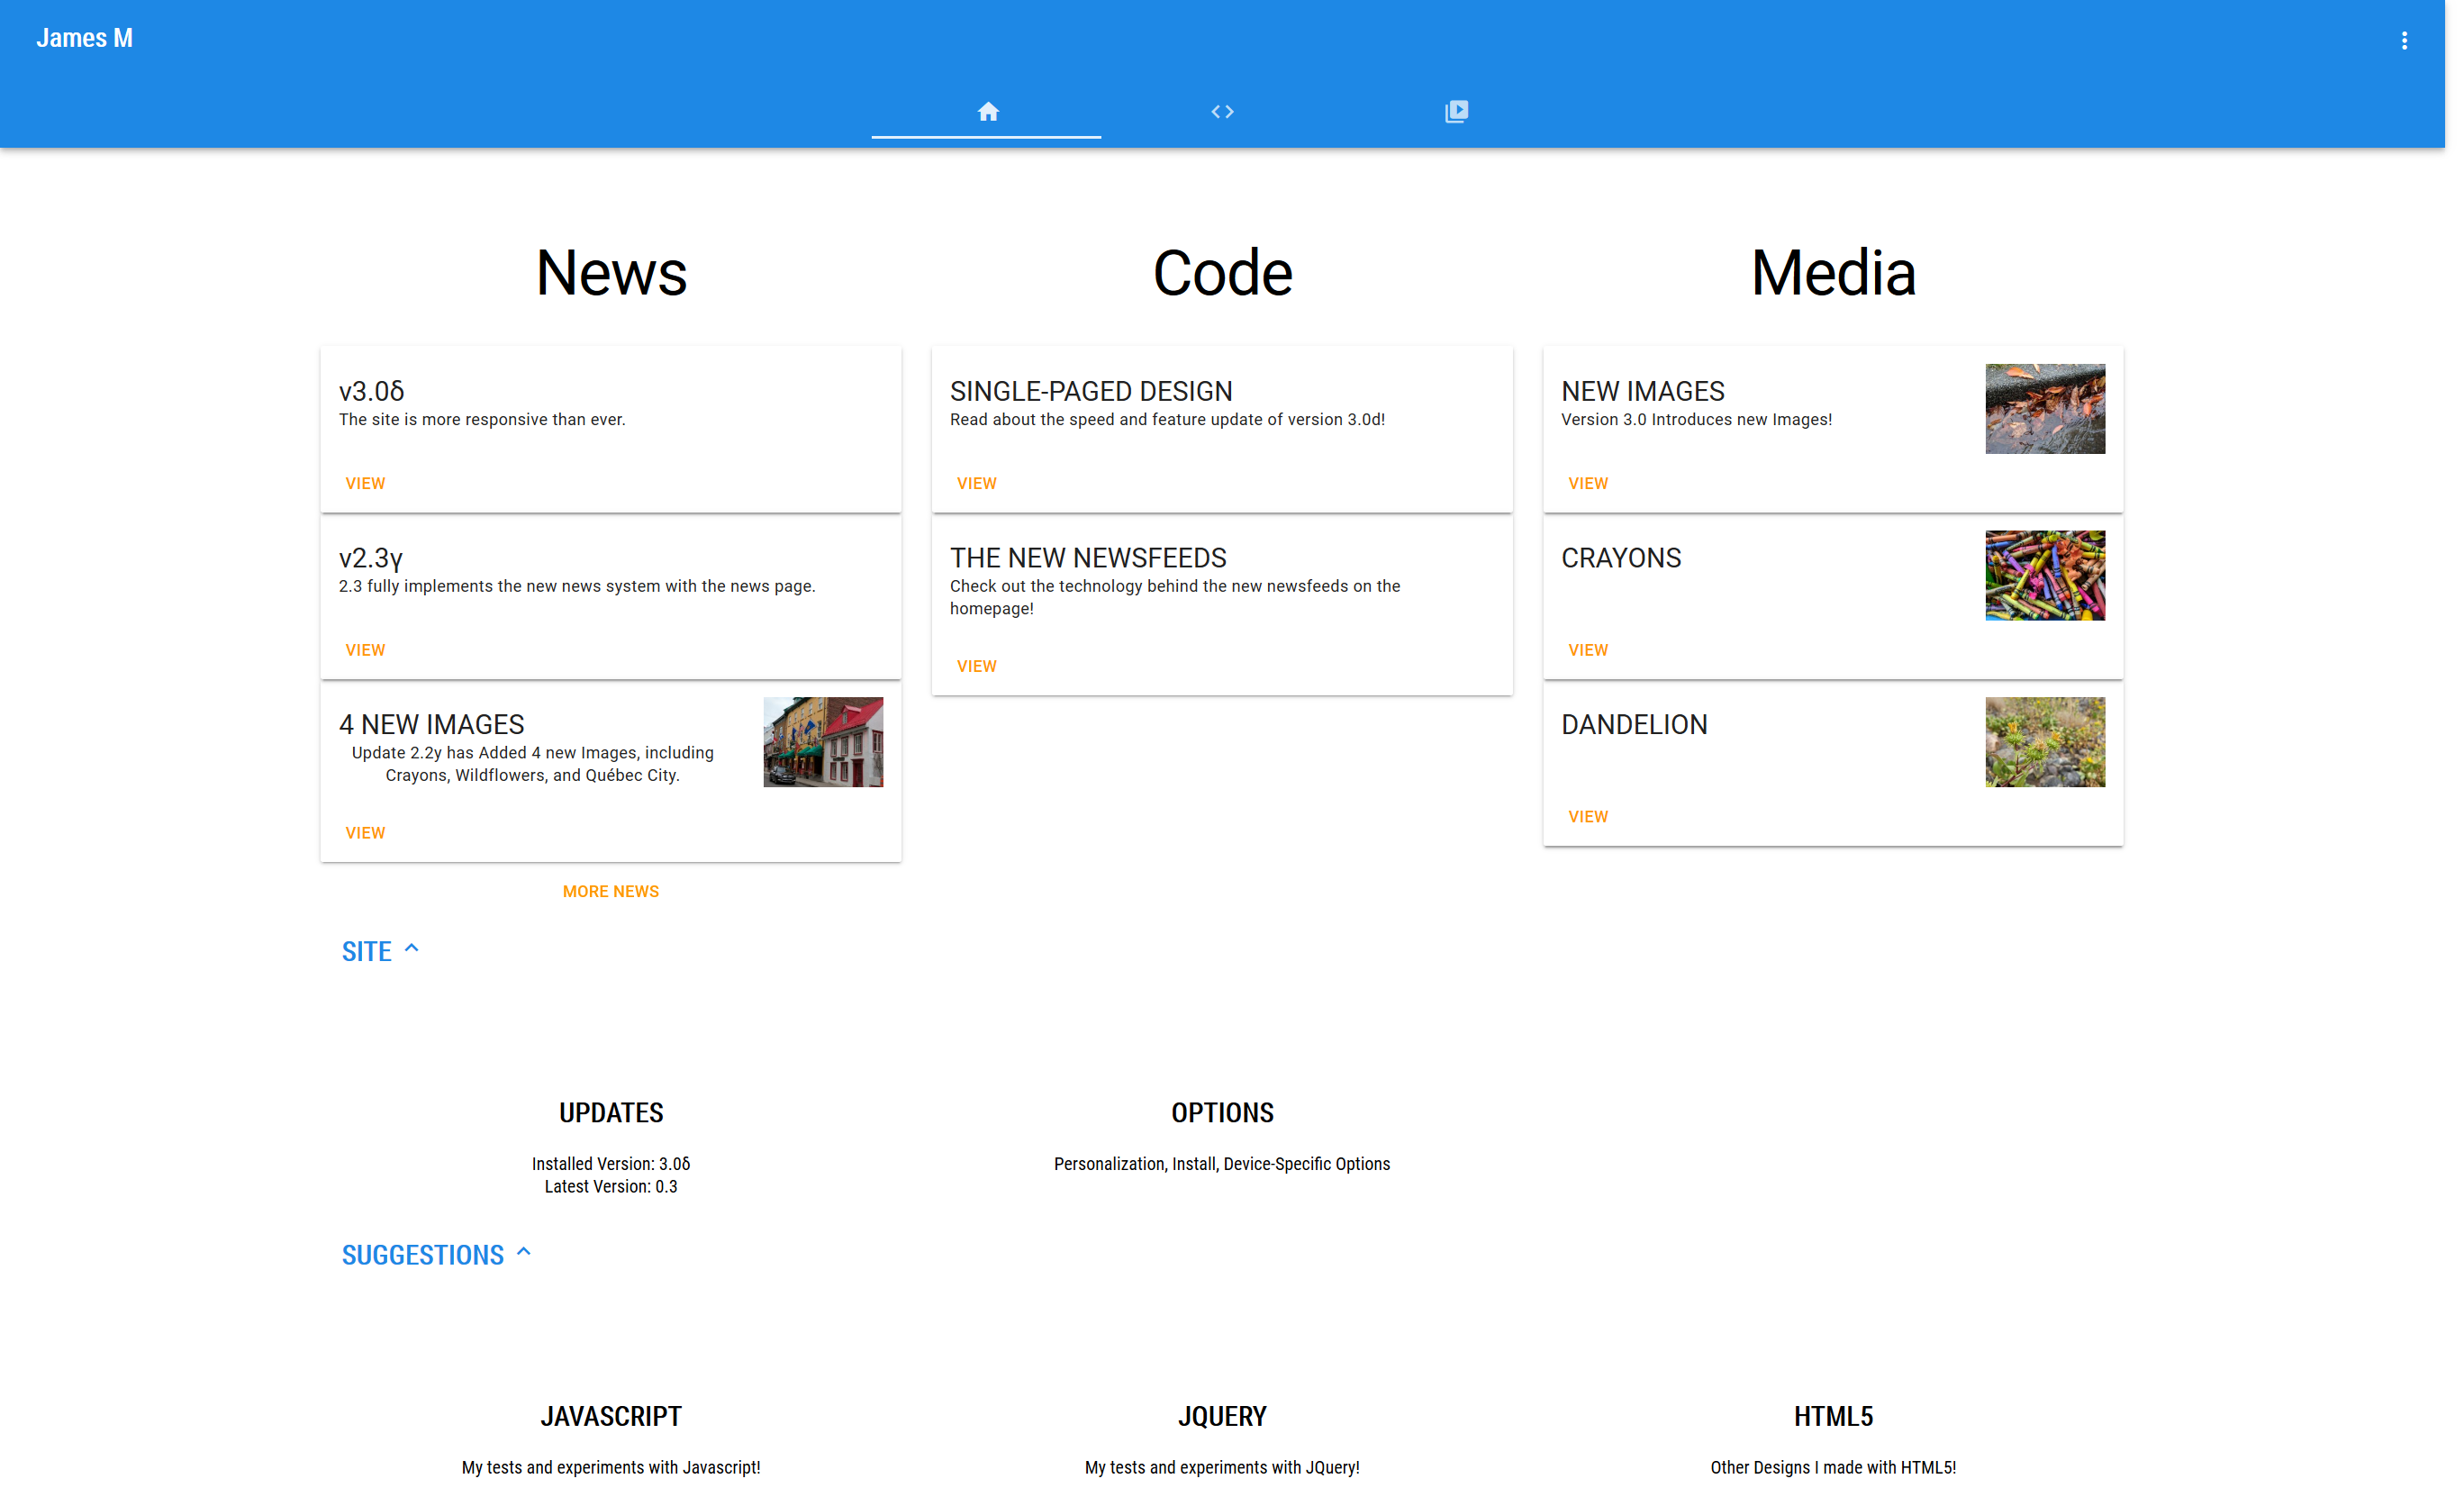 James M
News
v3.0δ
The site is more responsive than ever.
VIEW
v2.3γ
2.3 fully implements the new news system with the news page.
VIEW
4 NEW IMAGES
Update 2.2y has Added 4 new Images, including
Crayons, Wildflowers, and Québec City.
VIEW
MORE NEWS
Code
SINGLE-PAGED DESIGN
Read about the speed and feature update of version 3.0d!
VIEW
THE NEW NEWSFEEDS
Check out the technology behind the new newsfeeds on the
homepage!
VIEW
Media
NEW IMAGES
Version 3.0 Introduces new Images!
VIEW
CRAYONS
VIEW
DANDELION
VIEW
SITE
UPDATES
Installed Version: 3.0δ
Latest Version: 0.3
OPTIONS
Personalization, Install, Device-Specific Options
SUGGESTIONS
JAVASCRIPT
My tests and experiments with Javascript!
JQUERY
My tests and experiments with JQuery!
HTML5
Other Designs I made with HTML5!